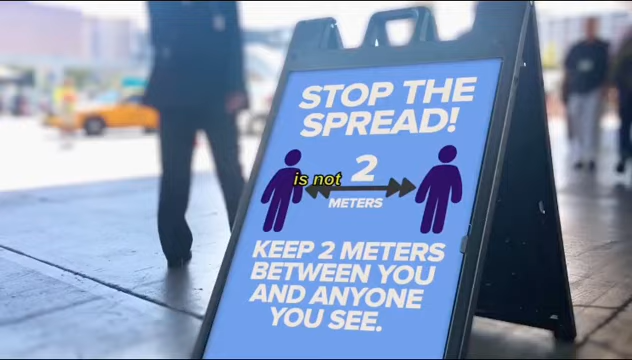 STOP THE
SPREAD!
is not
2
METERS
KEEP 2 METERS
BETWEEN YOU
AND ANYONE
YOU SEE.